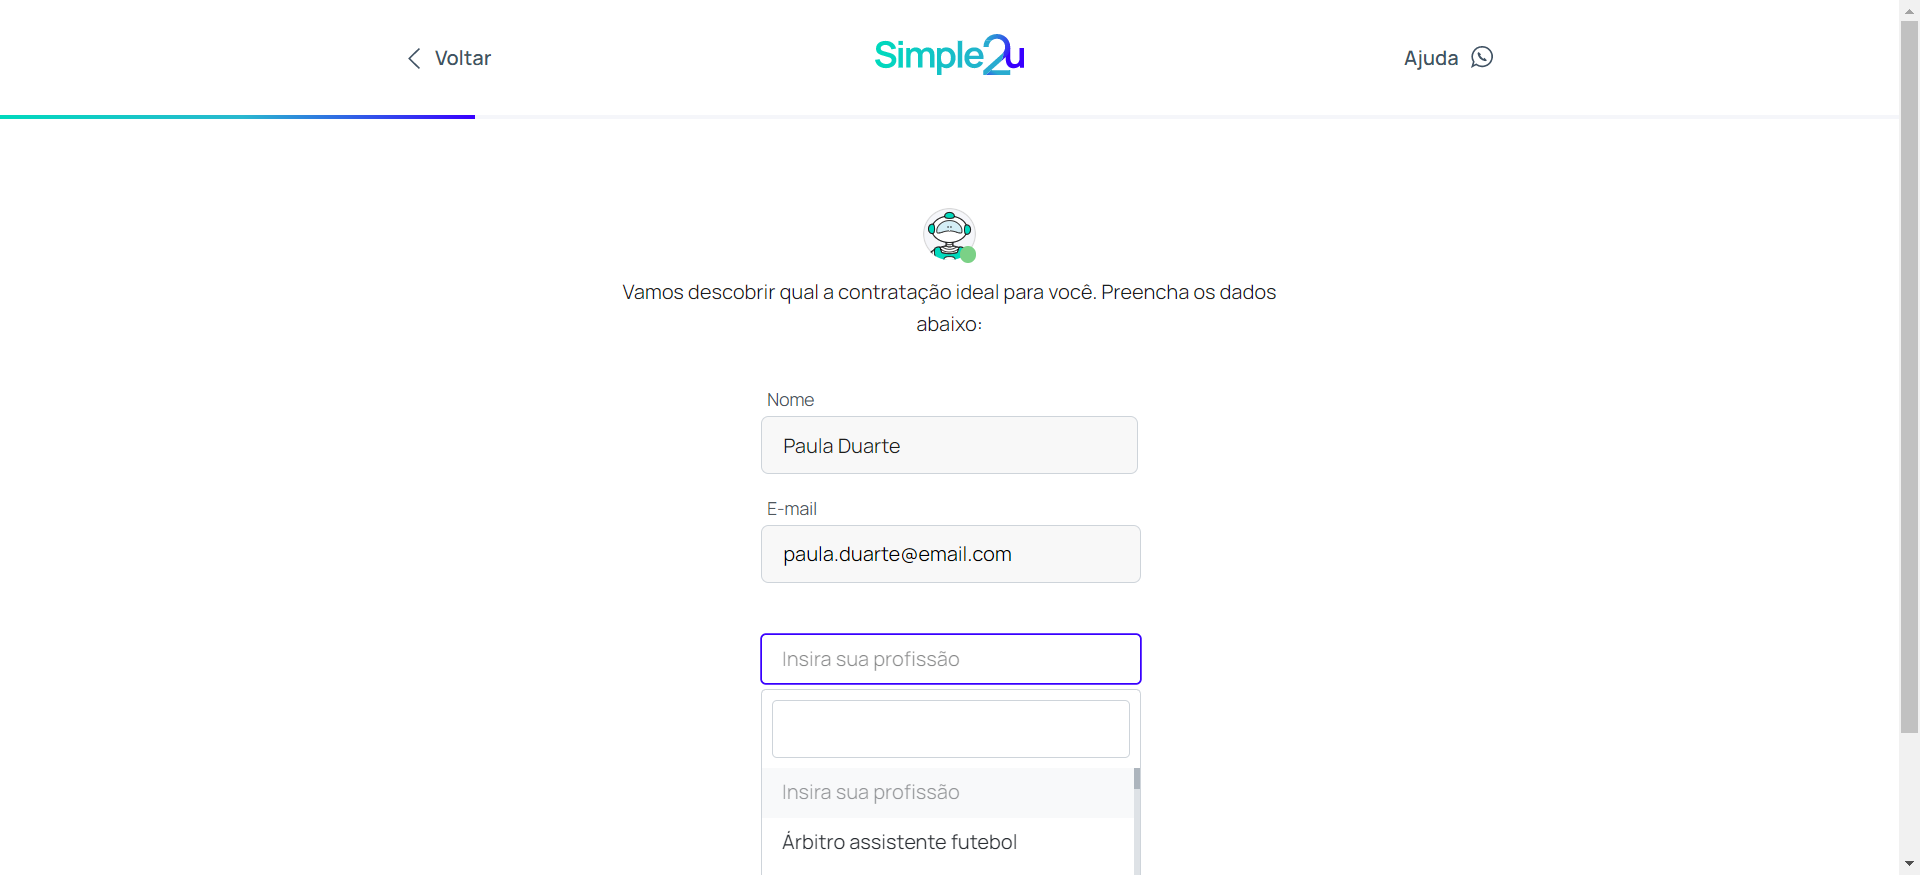 Voltar
Simple2u
Ajuda
Vamos descobrir qual a contratação ideal para você. Preencha os dados
abaixo:
Nome
Paula Duarte
E-mail
paula.duarte@email.com
Insira sua profissão
Insira sua profissão
Árbitro assistente futebol